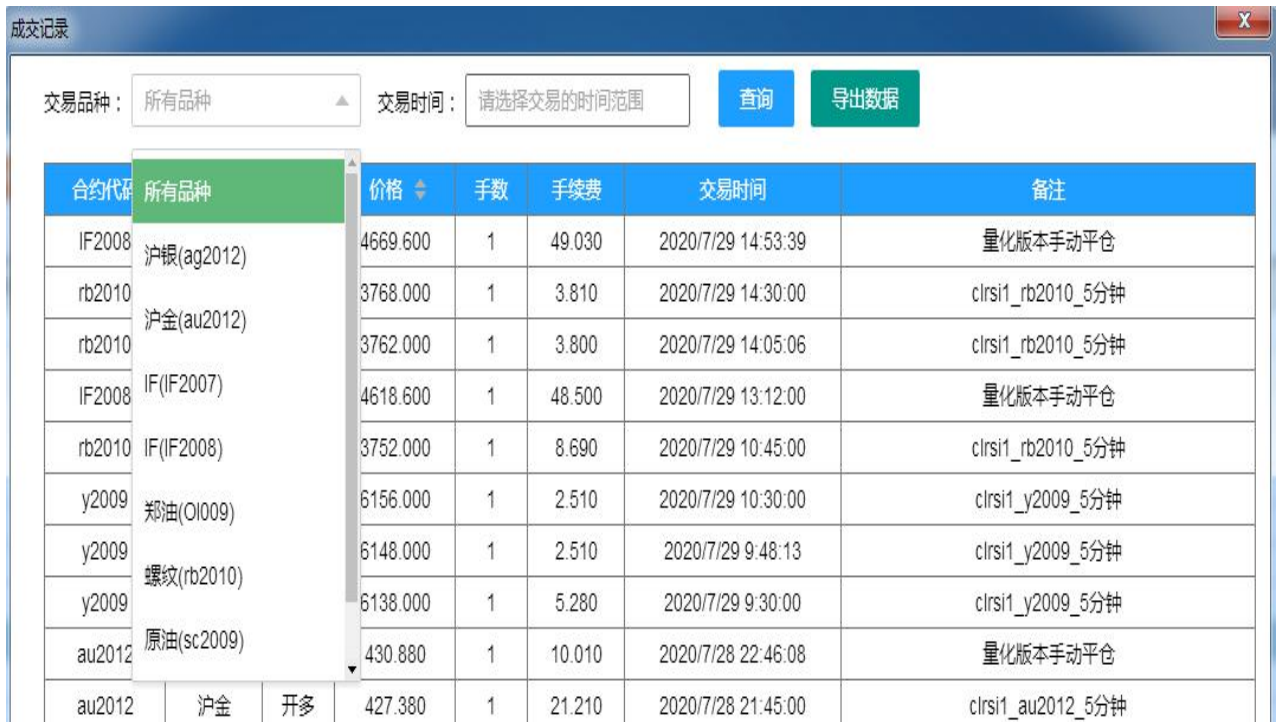 成交记录
X
交易品种： 所有品种 交易时间： 请选择交易的时间范围 查询 导出数据
合约代码 价格 手数 手续费 交易时间 备注
所有品种
IF2008 4669.600 1 49.030 2020/7/29 14:53:39 量化版本手动平仓
沪银(ag2012)
rb2010 3768.000 1 3.810 2020/7/29 14:30:00 clrsi1_rb2010_5分钟
沪金(au2012)
rb2010 3762.000 1 3.800 2020/7/29 14:05:06 clrsi1_rb2010_5分钟
IF(IF2007)
IF2008 4618.600 1 48.500 2020/7/29 13:12:00 量化版本手动平仓
IF(IF2008)
rb2010 3752.000 1 8.690 2020/7/29 10:45:00 clrsi1_rb2010_5分钟
y2009 6156.000 1 2.510 2020/7/29 10:30:00 clrsi1_y2009_5分钟
郑油(OI009)
y2009 6148.000 1 2.510 2020/7/29 9:48:13 clrsi1_y2009_5分钟
螺纹(rb2010)
y2009 6138.000 1 5.280 2020/7/29 9:30:00 clrsi1_y2009_5分钟
原油(sc2009)
au2012 430.880 1 10.010 2020/7/28 22:46:08 量化版本手动平仓
au2012 沪金 开多 427.380 1 21.210 2020/7/28 21:45:00 clrsi1_au2012_5分钟